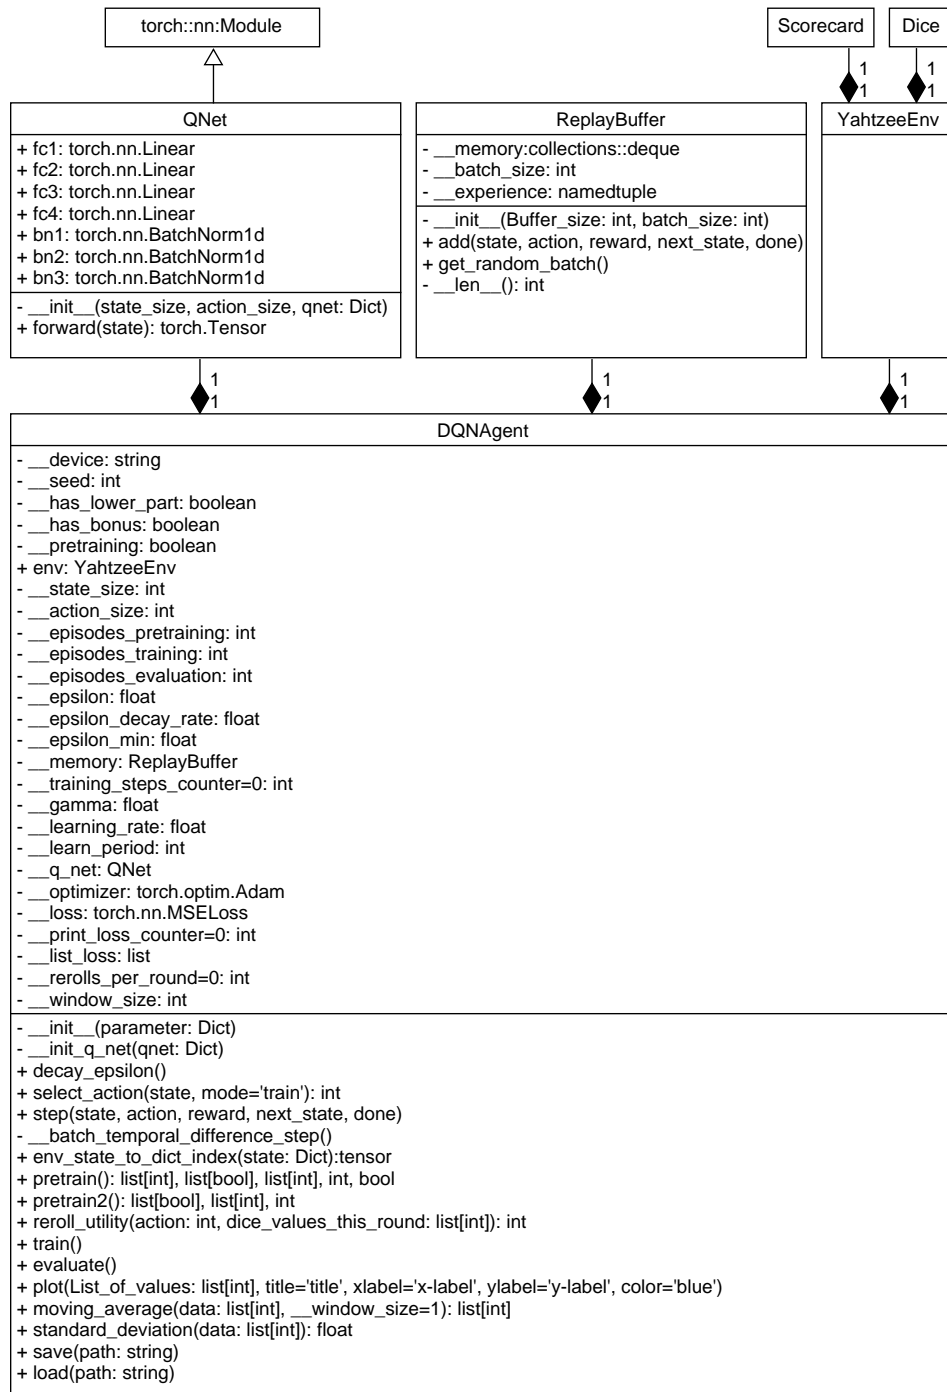 torch::nn:Module
Scorecard
Dice
1
1
1
1
QNet
+ fc1: torch.nn.Linear
+ fc2: torch.nn.Linear
+ fc3: torch.nn.Linear
+ fc4: torch.nn.Linear
+ bn1: torch.nn.BatchNorm1d
+ bn2: torch.nn.BatchNorm1d
+ bn3: torch.nn.BatchNorm1d
- __init__(state_size, action_size, qnet: Dict)
+ forward(state): torch.Tensor
ReplayBuffer
- __memory:collections::deque
- __batch_size: int
- __experience: namedtuple
- __init__(Buffer_size: int, batch_size: int)
+ add(state, action, reward, next_state, done)
+ get_random_batch()
- __len__(): int
YahtzeeEnv
1
1
1
1
1
1
DQNAgent
- __device: string
- __seed: int
- __has_lower_part: boolean
- __has_bonus: boolean
- __pretraining: boolean
+ env: YahtzeeEnv
- __state_size: int
- __action_size: int
- __episodes_pretraining: int
- __episodes_training: int
- __episodes_evaluation: int
- __epsilon: float
- __epsilon_decay_rate: float
- __epsilon_min: float
- __memory: ReplayBuffer
- __training_steps_counter=0: int
- __gamma: float
- __learning_rate: float
- __learn_period: int
- __q_net: QNet
- __optimizer: torch.optim.Adam
- __loss: torch.nn.MSELoss
- __print_loss_counter=0: int
- __list_loss: list
- __rerolls_per_round=0: int
- __window_size: int
- __init__(parameter: Dict)
- __init_q_net(qnet: Dict)
+ decay_epsilon()
+ select_action(state, mode='train'): int
+ step(state, action, reward, next_state, done)
- __batch_temporal_difference_step()
+ env_state_to_dict_index(state: Dict):tensor
+ pretrain(): list[int], list[bool], list[int], int, bool
+ pretrain2(): list[bool], list[int], int
+ reroll_utility(action: int, dice_values_this_round: list[int]): int
+ train()
+ evaluate()
+ plot(List_of_values: list[int], title='title', xlabel='x-label', ylabel='y-label', color='blue')
+ moving_average(data: list[int], __window_size=1): list[int]
+ standard_deviation(data: list[int]): float
+ save(path: string)
+ load(path: string)